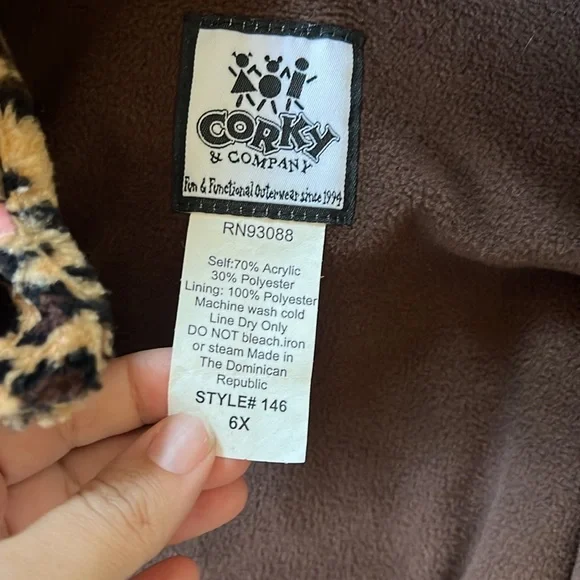 CORKY
& COMPANY
Fun & Functional Outerwear since 1994
RN93088
Self:70% Acrylic
30% Polyester
Lining: 100% Polyester
Machine wash cold
Line Dry Only
DO NOT bleach.iron
or steam Made in
The Dominican
Republic
STYLE# 146
6X